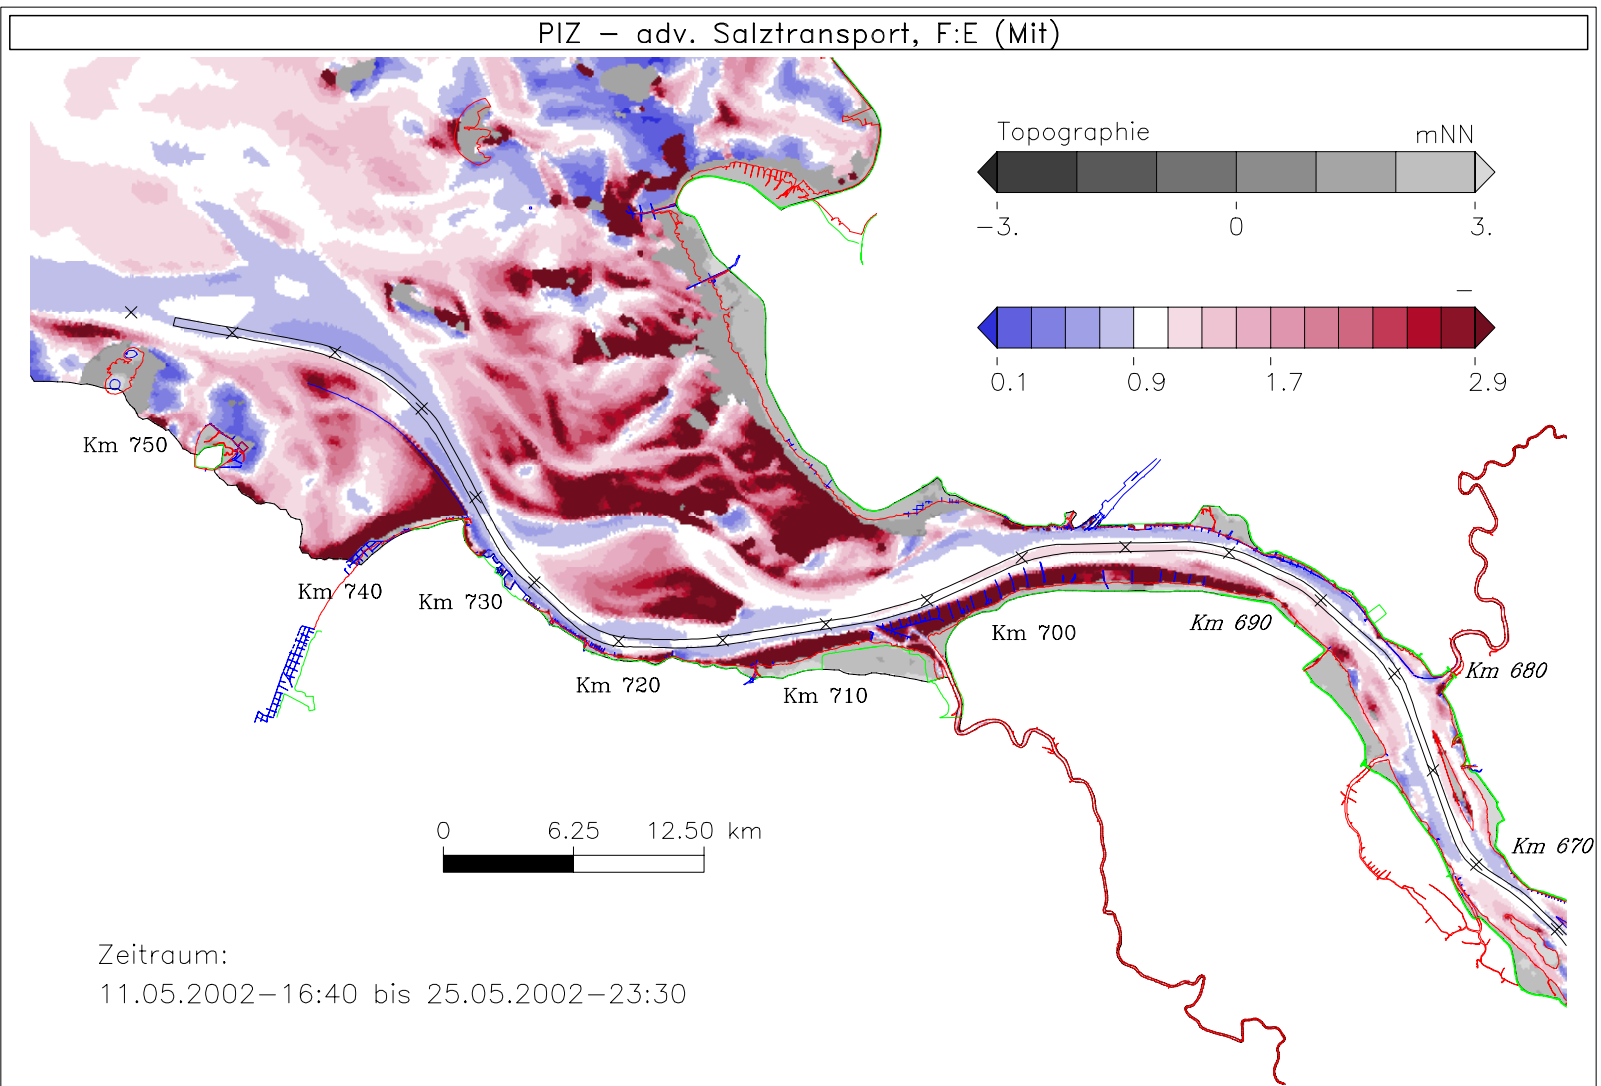 PIZ – adv. Salztransport, F:E (Mit)
Topographie mNN
−3. 0 3.
–
0.1 0.9 1.7 2.9
Km 750
Km 740
Km 730
Km 720
Km 710
Km 700
Km 690
Km 680
Km 670
0 6.25 12.50 km
Zeitraum:
11.05.2002−16:40 bis 25.05.2002−23:30